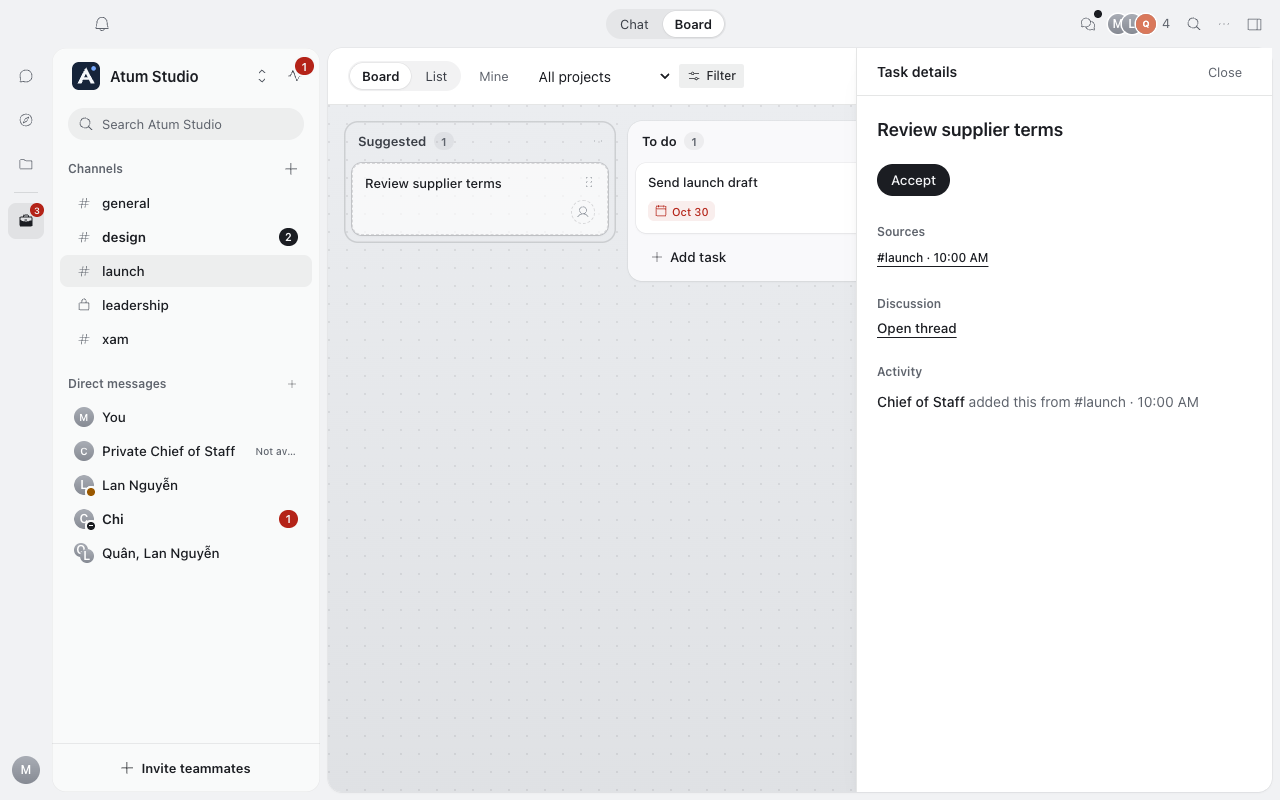 Chat
Board
M
L
Q
4
A
Atum Studio
1
Search Atum Studio
Channels
general
design
2
launch
leadership
xam
Direct messages
M
You
C
Private Chief of Staff
Not av...
L
Lan Nguyễn
C
Chi
1
Q
L
Quân, Lan Nguyễn
Invite teammates
3
M
Board
List
Mine
All projects
Filter
Suggested
1
Review supplier terms
To do
1
Send launch draft
Oct 30
Add task
Task details
Close
Review supplier terms
Accept
Sources
#launch · 10:00 AM
Discussion
Open thread
Activity
Chief of Staff added this from #launch · 10:00 AM